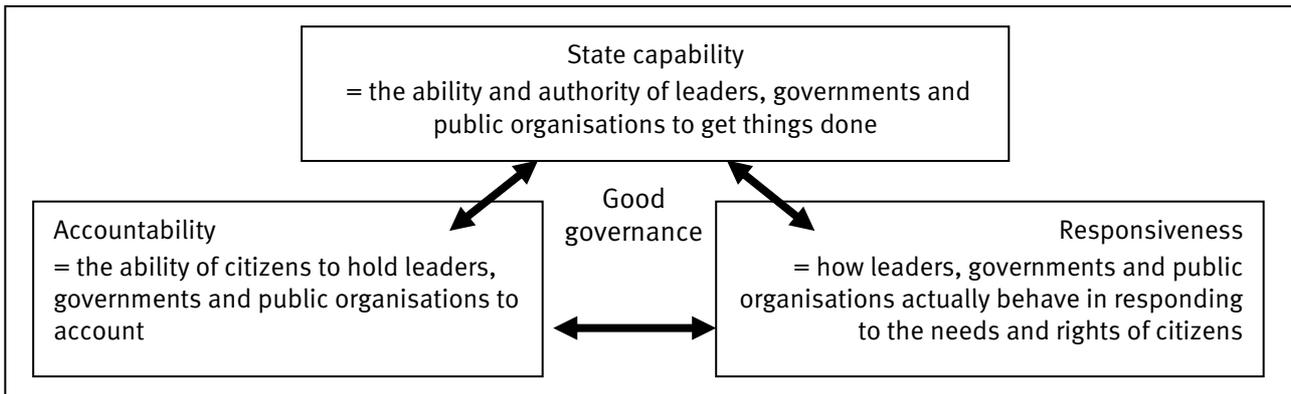 State capability
= the ability and authority of leaders, governments and
public organisations to get things done
Good
governance
Accountability
= the ability of citizens to hold leaders,
governments and public organisations to
account
Responsiveness
= how leaders, governments and public
organisations actually behave in responding
to the needs and rights of citizens